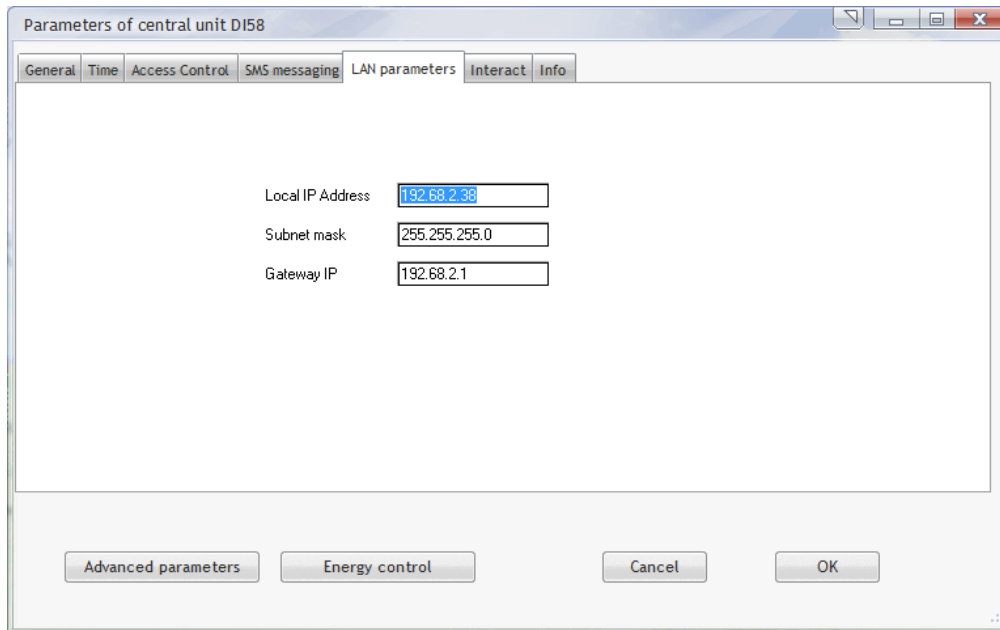 Parameters of central unit DI58
General Time Access Control SMS messaging LAN parameters Interact Info
Local IP Address 192.68.2.38
Subnet mask 255.255.255.0
Gateway IP 192.68.2.1
Advanced parameters Energy control Cancel OK